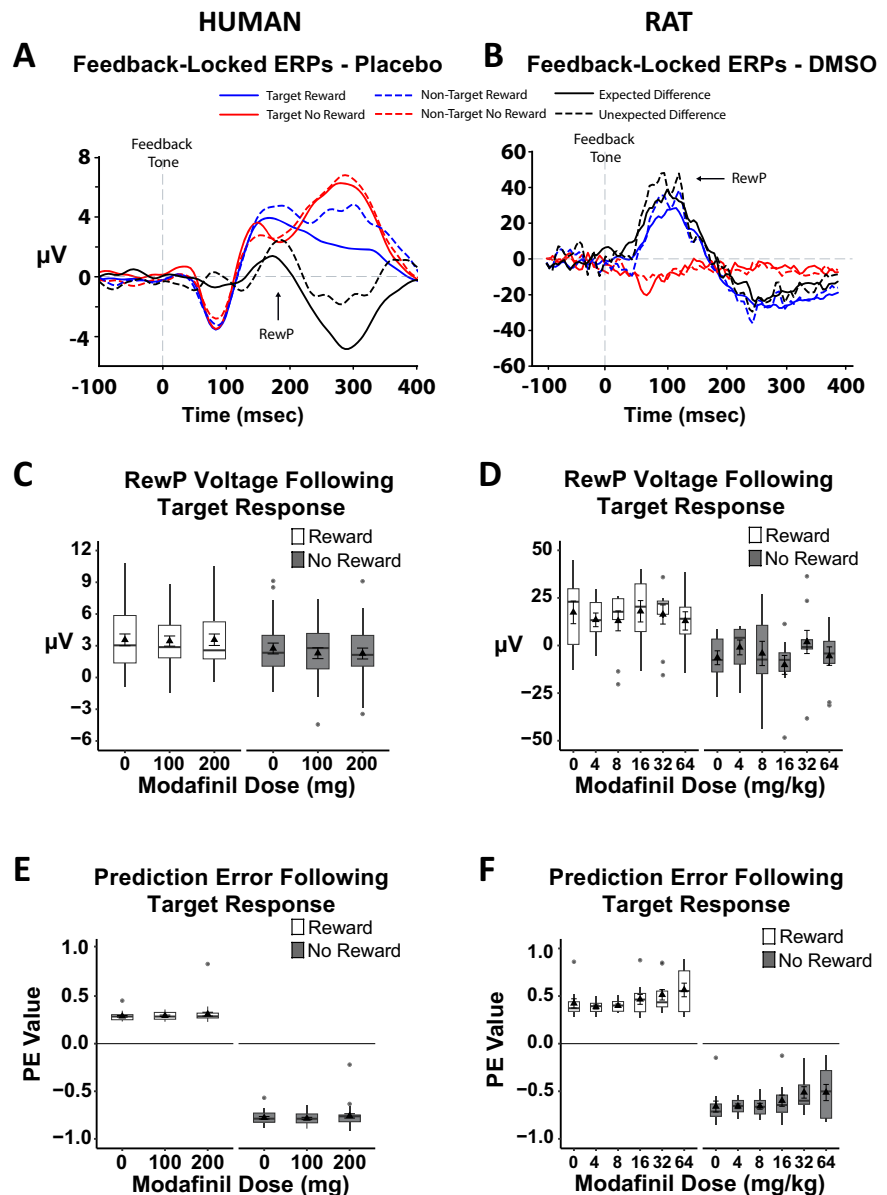 HUMAN
RAT
A
Feedback-Locked ERPs - Placebo
B
Feedback-Locked ERPs - DMSO
Target Reward
Non-Target Reward
Expected Difference
Target No Reward
Non-Target No Reward
Unexpected Difference
Feedback
Tone
8
4
0
-4
µV
RewP
-100
0
100
200
300
400
Time (msec)
Feedback
Tone
60
40
20
0
-20
-40
-60
RewP
-100
0
100
200
300
400
Time (msec)
C
RewP Voltage Following
Target Response
Reward
No Reward
12
9
6
3
0
−3
−6
µV
0
100
200
0
100
200
Modafinil Dose (mg)
D
RewP Voltage Following
Target Response
Reward
No Reward
50
25
0
−25
−50
µV
0
4
8
16
32
64
0
4
8
16
32
64
Modafinil Dose (mg/kg)
E
Prediction Error Following
Target Response
Reward
No Reward
1.0
0.5
0.0
−0.5
−1.0
PE Value
0
100
200
0
100
200
Modafinil Dose (mg)
F
Prediction Error Following
Target Response
Reward
No Reward
1.0
0.5
0.0
−0.5
−1.0
PE Value
0
4
8
16
32
64
0
4
8
16
32
64
Modafinil Dose (mg/kg)